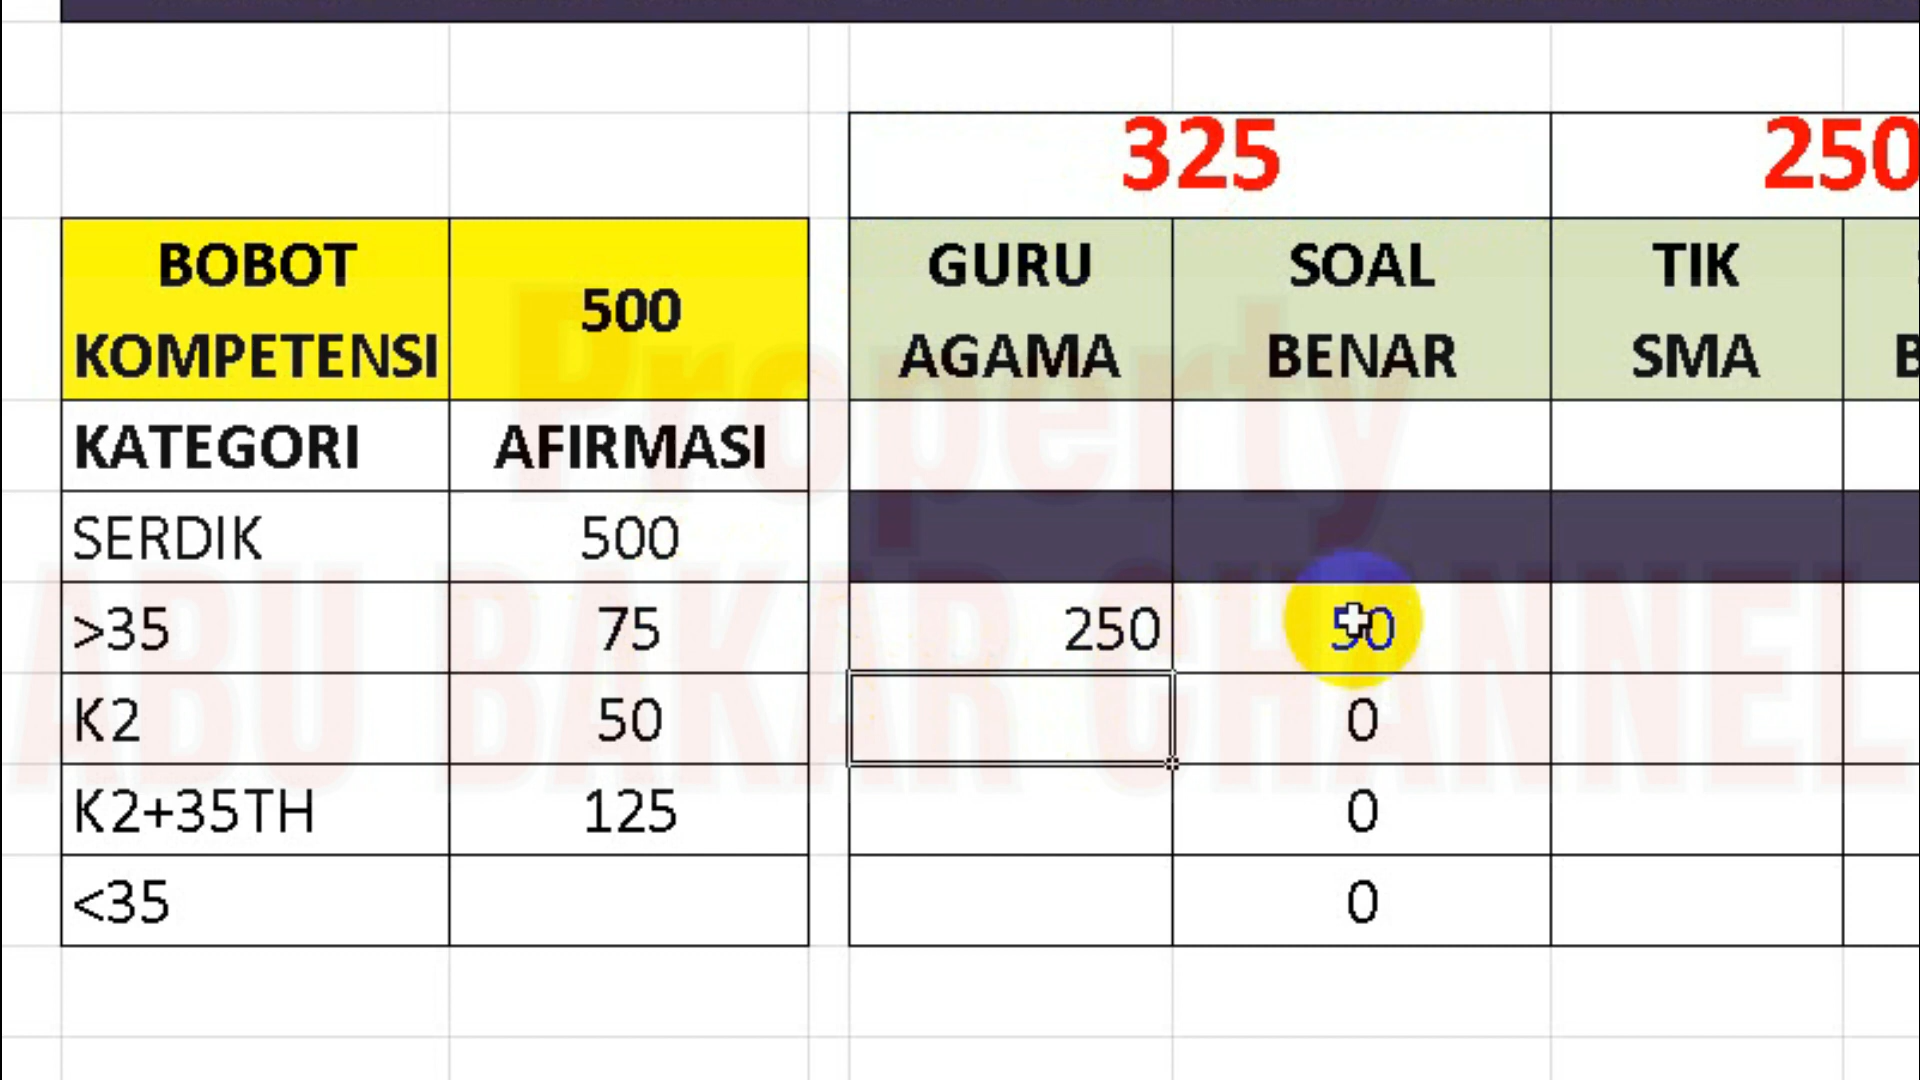 325 250
BOBOT KOMPETENSI 500 GURU AGAMA SOAL BENAR TIK SMA
KATEGORI AFIRMASI
SERDIK 500
>35 75 250 50
K2 50 0
K2+35TH 125 0
<35 0
Property
ABU BAKAR CHANNEL